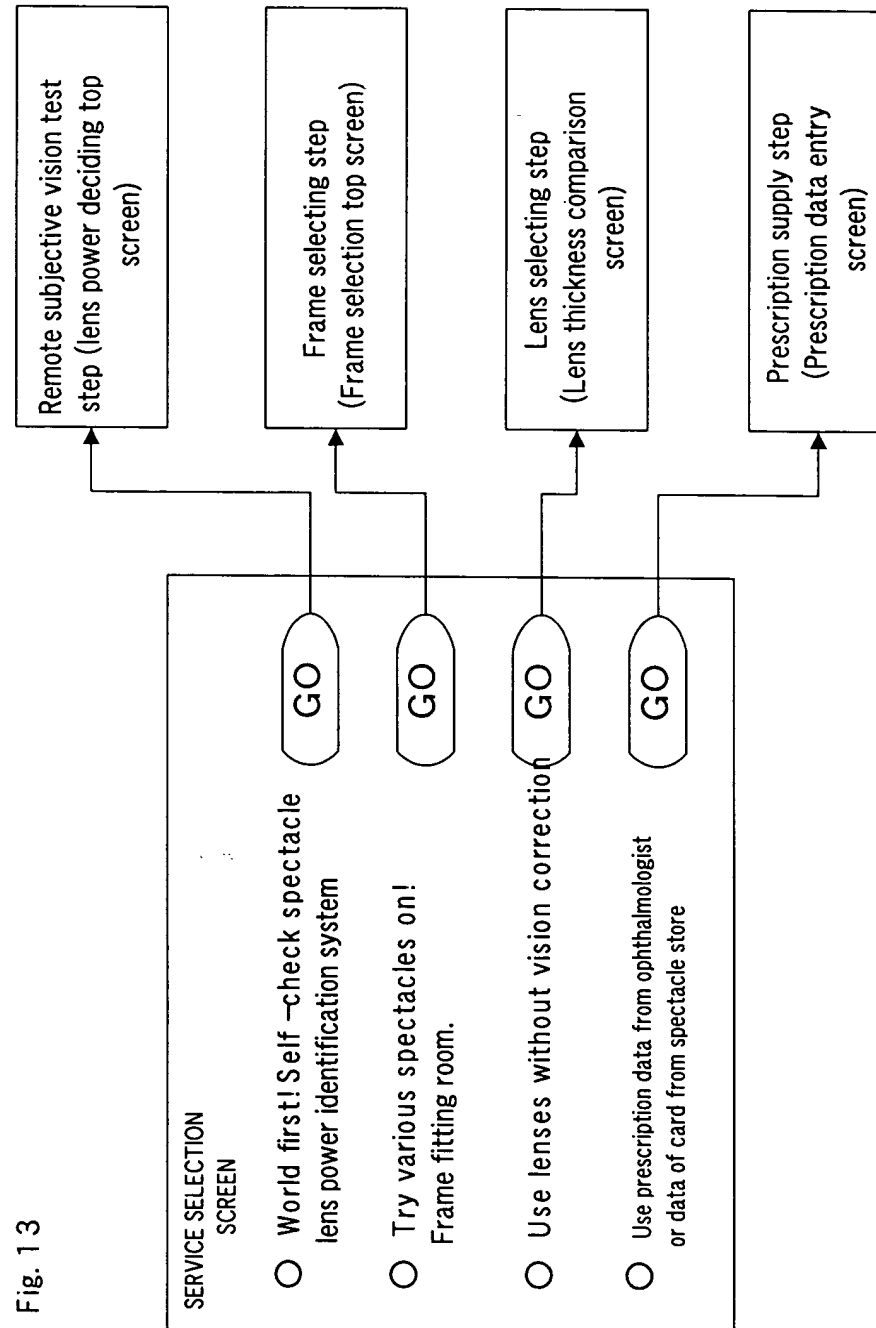 Fig. 13
SERVICE SELECTION
SCREEN
World first! Self-check spectacle
lens power identification system
GO
Try various spectacles on!
Frame fitting room.
GO
Use lenses without vision correction
GO
Use prescription data from ophthalmologist
or data of card from spectacle store
GO
Remote subjective vision test
step (lens power deciding top
screen)
Frame selecting step
(Frame selection top screen)
Lens selecting step
(Lens thickness comparison
screen)
Prescription supply step
(Prescription data entry
screen)